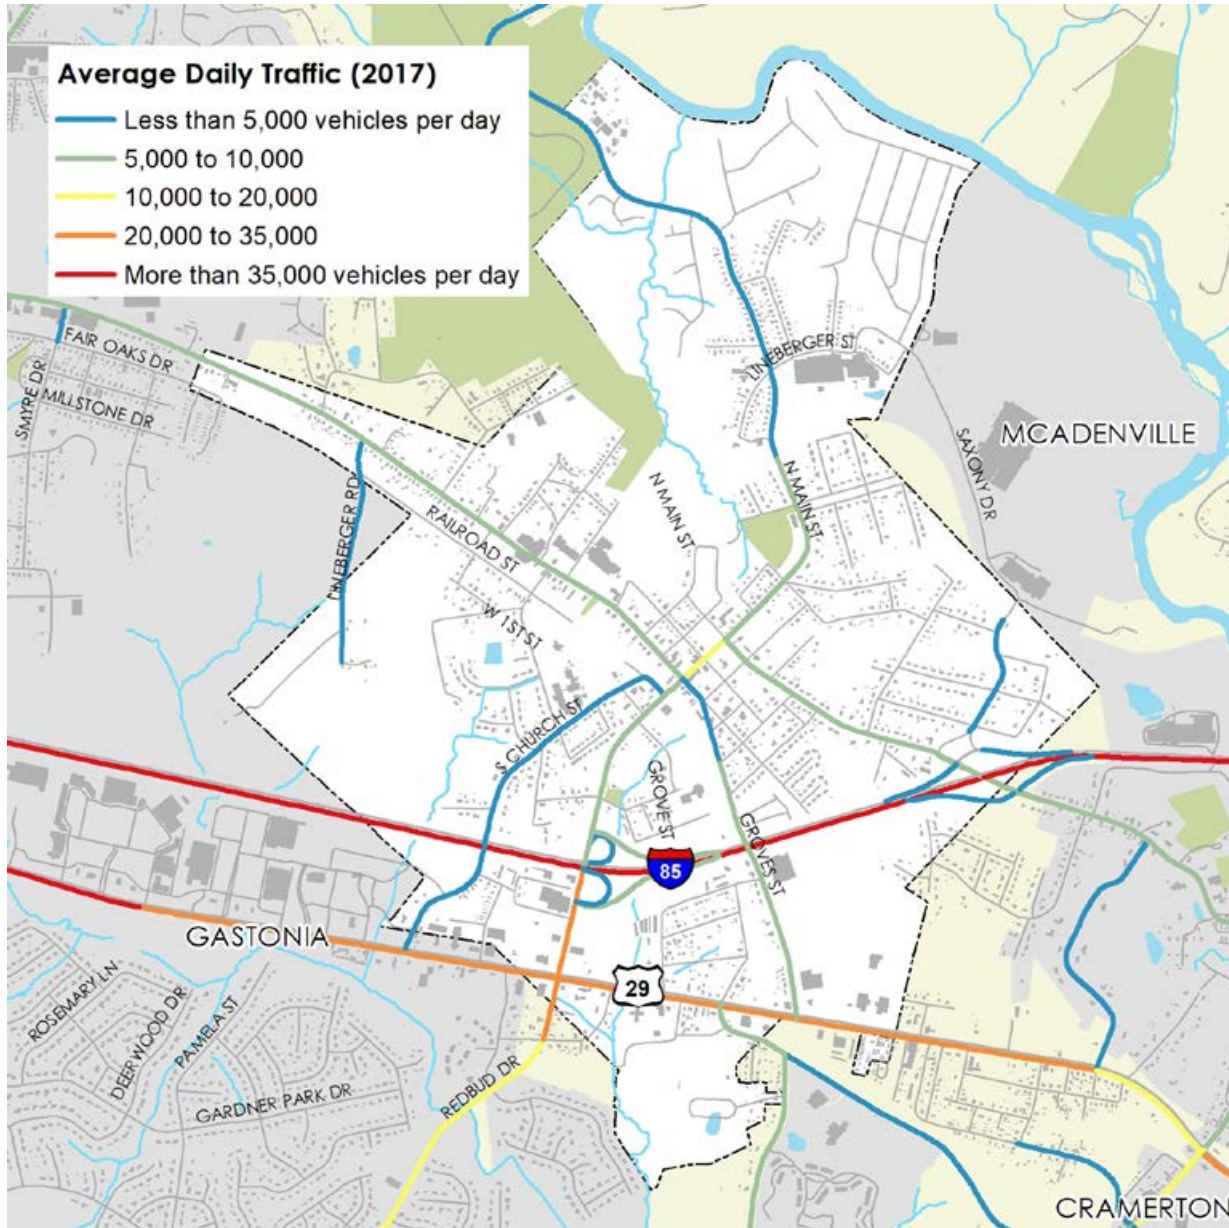 Average Daily Traffic (2017)
Less than 5,000 vehicles per day
5,000 to 10,000
10,000 to 20,000
20,000 to 35,000
More than 35,000 vehicles per day
FAIR OAKS DR
SMYRE DR
MILLSTONE DR
LINEBERGER ST
MCADENVILLE
SAXONY DR
N MAIN ST
N MAIN ST
LINEBERGER RD
RAILROAD ST
W 1ST ST
S CHURCH ST
GROVE ST
GROVES ST
85
GASTONIA
29
ROSEMARY LN
DEERWOOD DR
PAMELA ST
REDBUD DR
GARDNER PARK DR
CRAMERTON